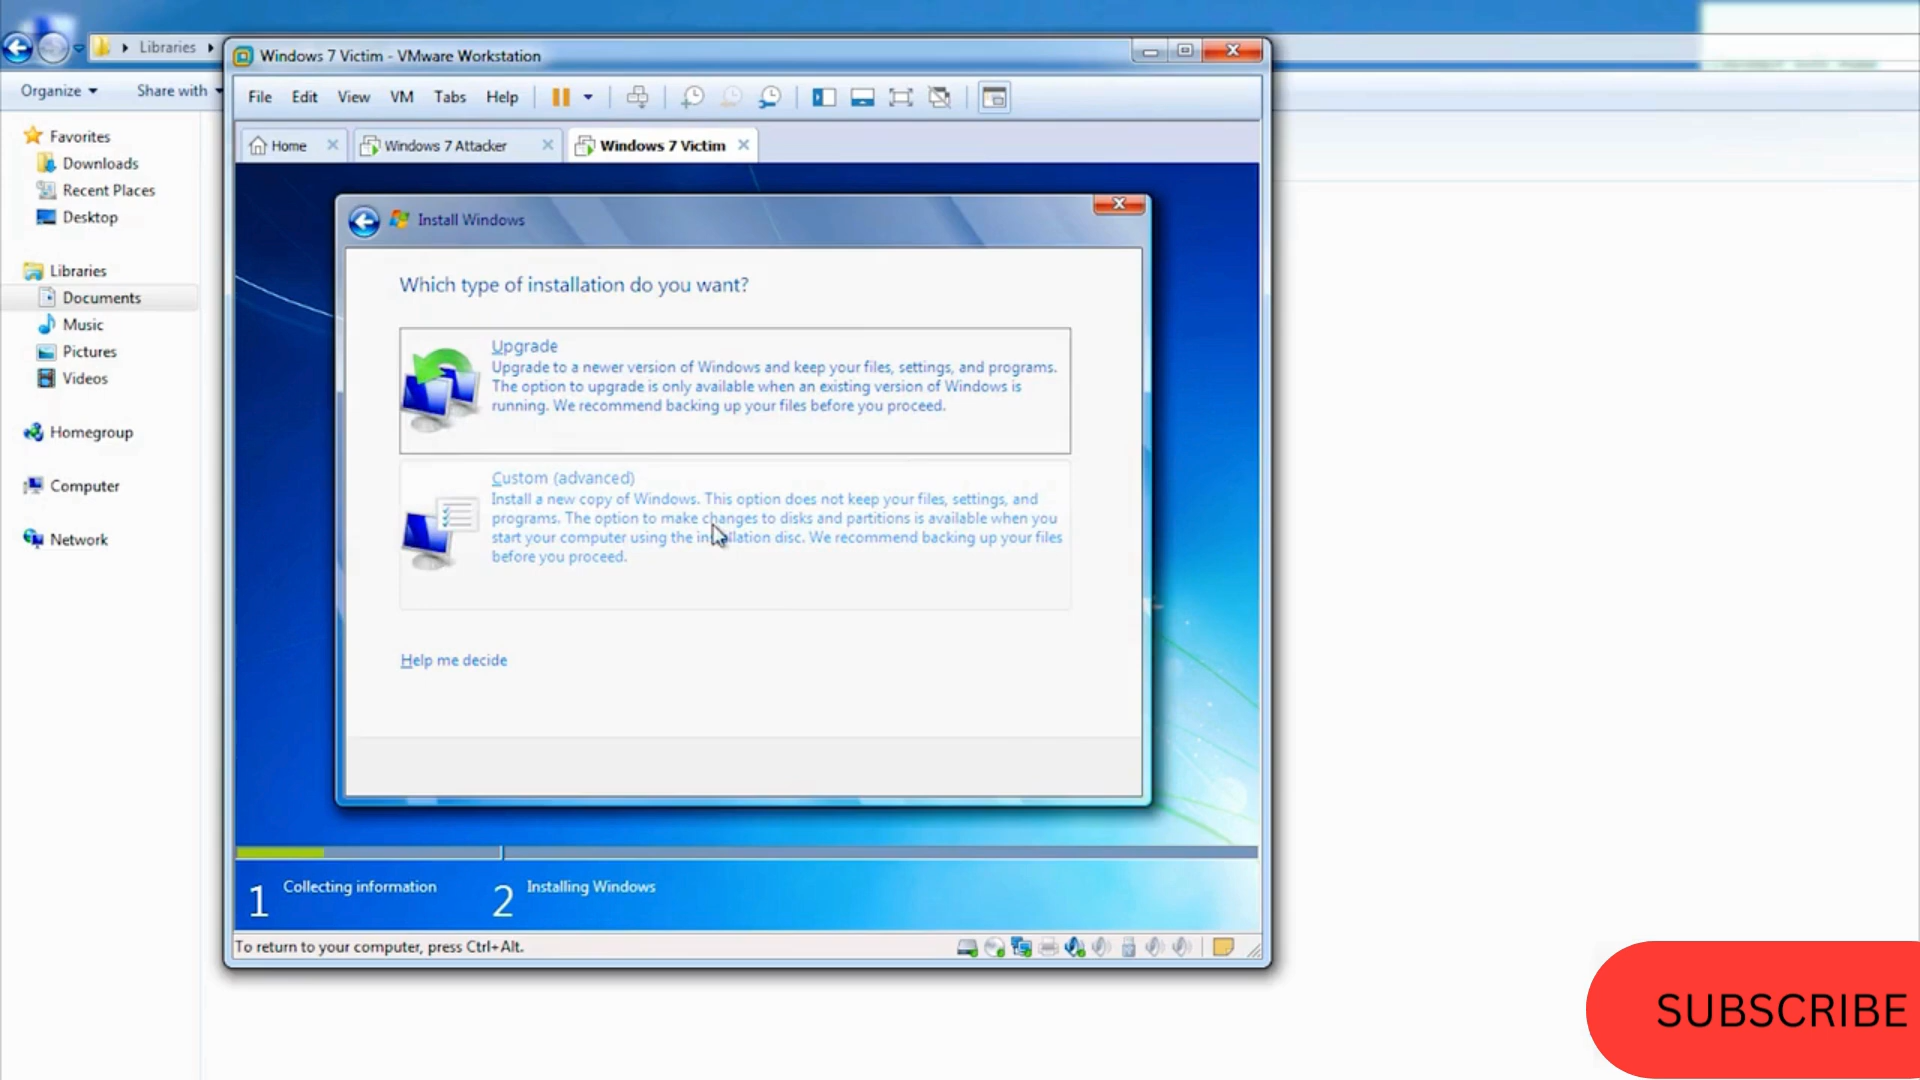 Libraries
Organize
Share with
Favorites
Downloads
Recent Places
Desktop
Libraries
Documents
Music
Pictures
Videos
Homegroup
Computer
Network
Windows 7 Victim - VMware Workstation
File Edit View VM Tabs Help
Home
Windows 7 Attacker
Windows 7 Victim
Install Windows
Which type of installation do you want?
Upgrade
Upgrade to a newer version of Windows and keep your files, settings, and programs.
The option to upgrade is only available when an existing version of Windows is
running. We recommend backing up your files before you proceed.
Custom (advanced)
Install a new copy of Windows. This option does not keep your files, settings, and
programs. The option to make changes to disks and partitions is available when you
start your computer using the installation disc. We recommend backing up your files
before you proceed.
Help me decide
1 Collecting information
2 Installing Windows
To return to your computer, press Ctrl+Alt.
SUBSCRIBE